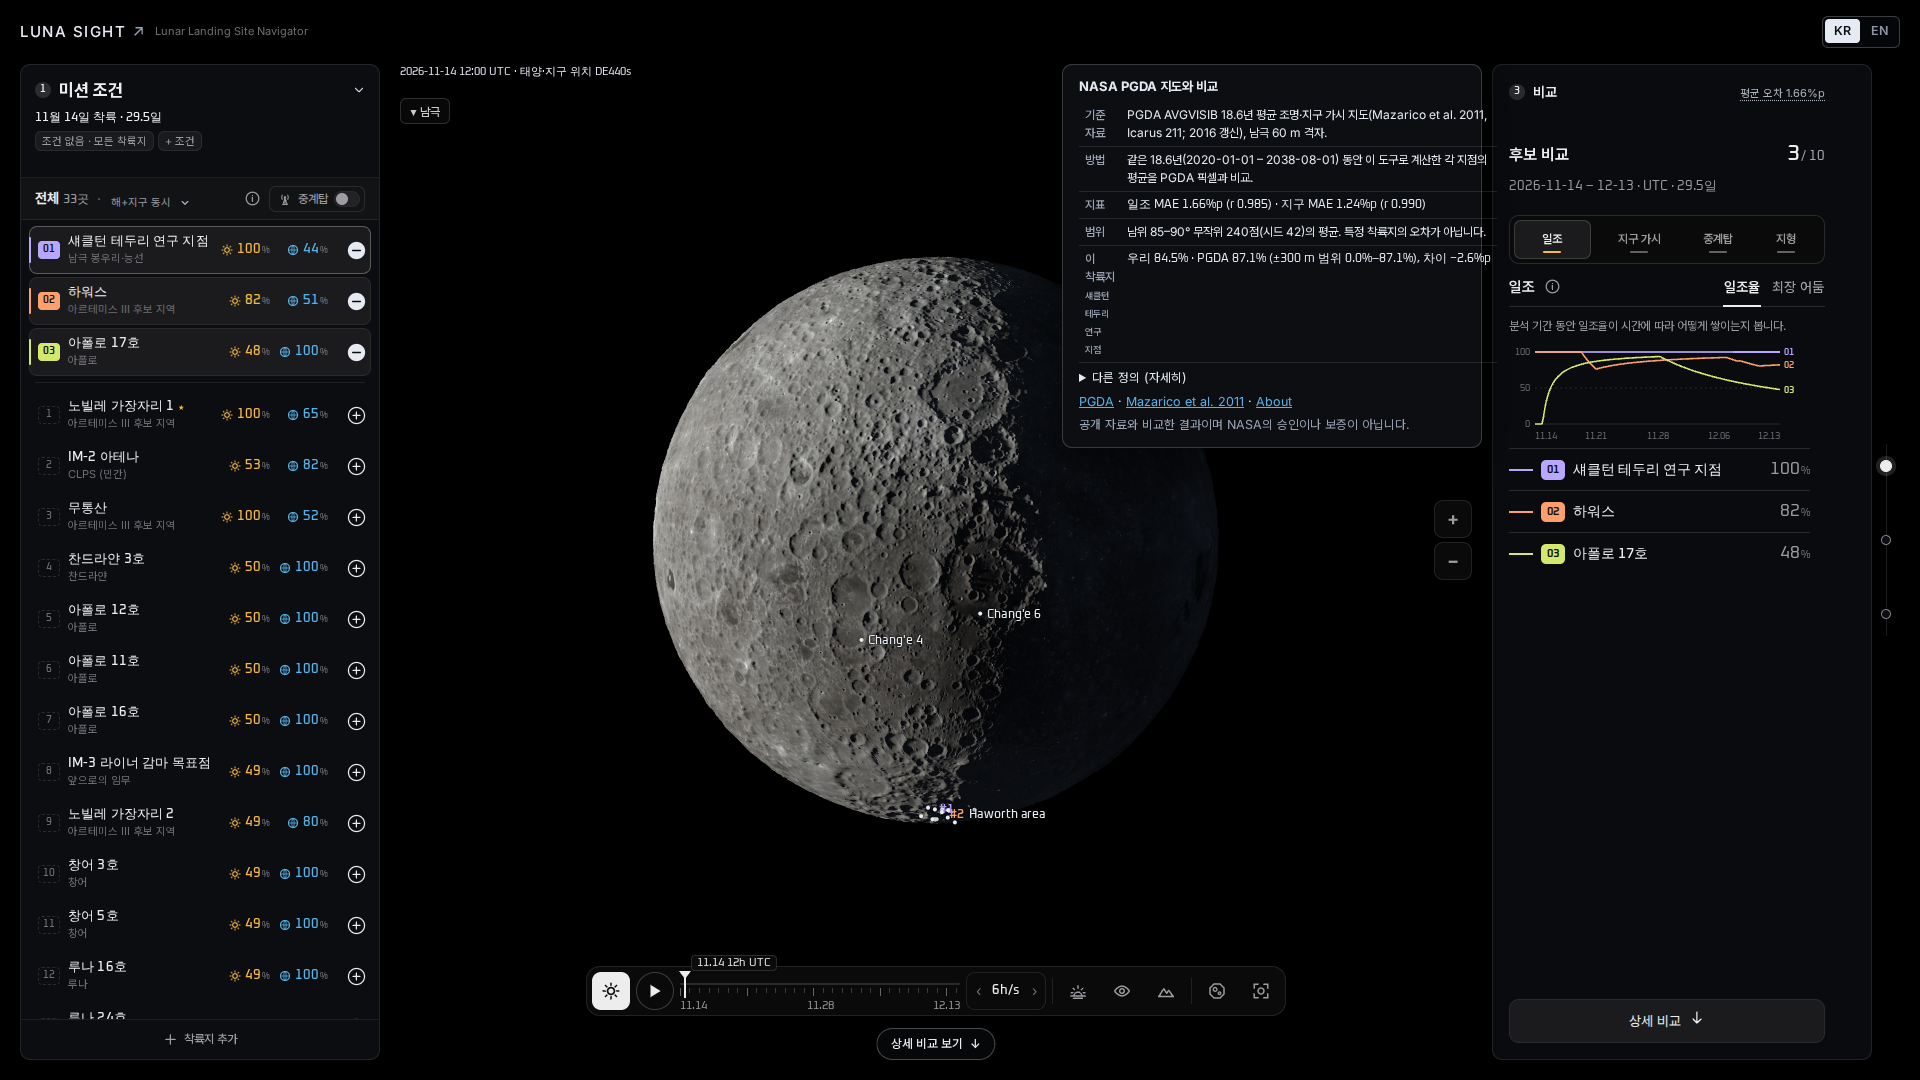 LUNA SIGHT
Lunar Landing Site Navigator
KR EN
1 미션 조건
11월 14일 착륙 · 29.5일
조건 없음 · 모든 착륙지
+ 조건
전체 33곳 · 해+지구 동시
중계탑
01 섀클턴 테두리 연구 지점 100% 44%
남극 봉우리·능선
02 하워스 82% 51%
아르테미스 III 후보 지역
03 아폴로 17호 48% 100%
아폴로
1 노빌레 가장자리 1 ★ 100% 65%
아르테미스 III 후보 지역
2 IM-2 아테나 53% 82%
CLPS (민간)
3 무통산 100% 52%
아르테미스 III 후보 지역
4 찬드라얀 3호 50% 100%
찬드라얀
5 아폴로 12호 50% 100%
아폴로
6 아폴로 11호 50% 100%
아폴로
7 아폴로 16호 50% 100%
아폴로
8 IM-3 라이너 감마 목표점 49% 100%
앞으로의 임무
9 노빌레 가장자리 2 49% 80%
아르테미스 III 후보 지역
10 창어 3호 49% 100%
창어
11 창어 5호 49% 100%
창어
12 루나 16호 49% 100%
루나
루나 24호
+ 착륙지 추가
2026-11-14 12:00 UTC · 태양·지구 위치 DE440s
▾ 남극
Chang'e 6
Chang'e 4
#1
#2 Haworth area
NASA PGDA 지도와 비교
기준 자료
PGDA AVGVISIB 18.6년 평균 조명·지구 가시 지도(Mazarico et al. 2011,
Icarus 211; 2016 갱신), 남극 60 m 격자.
방법
같은 18.6년(2020-01-01 – 2038-08-01) 동안 이 도구로 계산한 각 지점의
평균을 PGDA 픽셀과 비교.
지표
일조 MAE 1.66%p (r 0.985) · 지구 MAE 1.24%p (r 0.990)
범위
남위 85–90° 무작위 240점(시드 42)의 평균. 특정 착륙지의 오차가 아닙니다.
이
착륙지
섀클턴
테두리
연구
지점
우리 84.5% · PGDA 87.1% (±300 m 범위 0.0%–87.1%), 차이 −2.6%p
▶ 다른 정의 (자세히)
PGDA · Mazarico et al. 2011 · About
공개 자료와 비교한 결과이며 NASA의 승인이나 보증이 아닙니다.
+
−
11.14 12h UTC
11.14 11.28 12.13
‹ 6h/s ›
상세 비교 보기 ↓
3 비교
평균 오차 1.66%p
후보 비교
3 / 10
2026-11-14 – 12-13 · UTC · 29.5일
일조 지구 가시 중계탑 지형
일조
일조율 최장 어둠
분석 기간 동안 일조율이 시간에 따라 어떻게 쌓이는지 봅니다.
100
50
0
01
02
03
11.14 11.21 11.28 12.06 12.13
01 섀클턴 테두리 연구 지점 100%
02 하워스 82%
03 아폴로 17호 48%
상세 비교 ↓